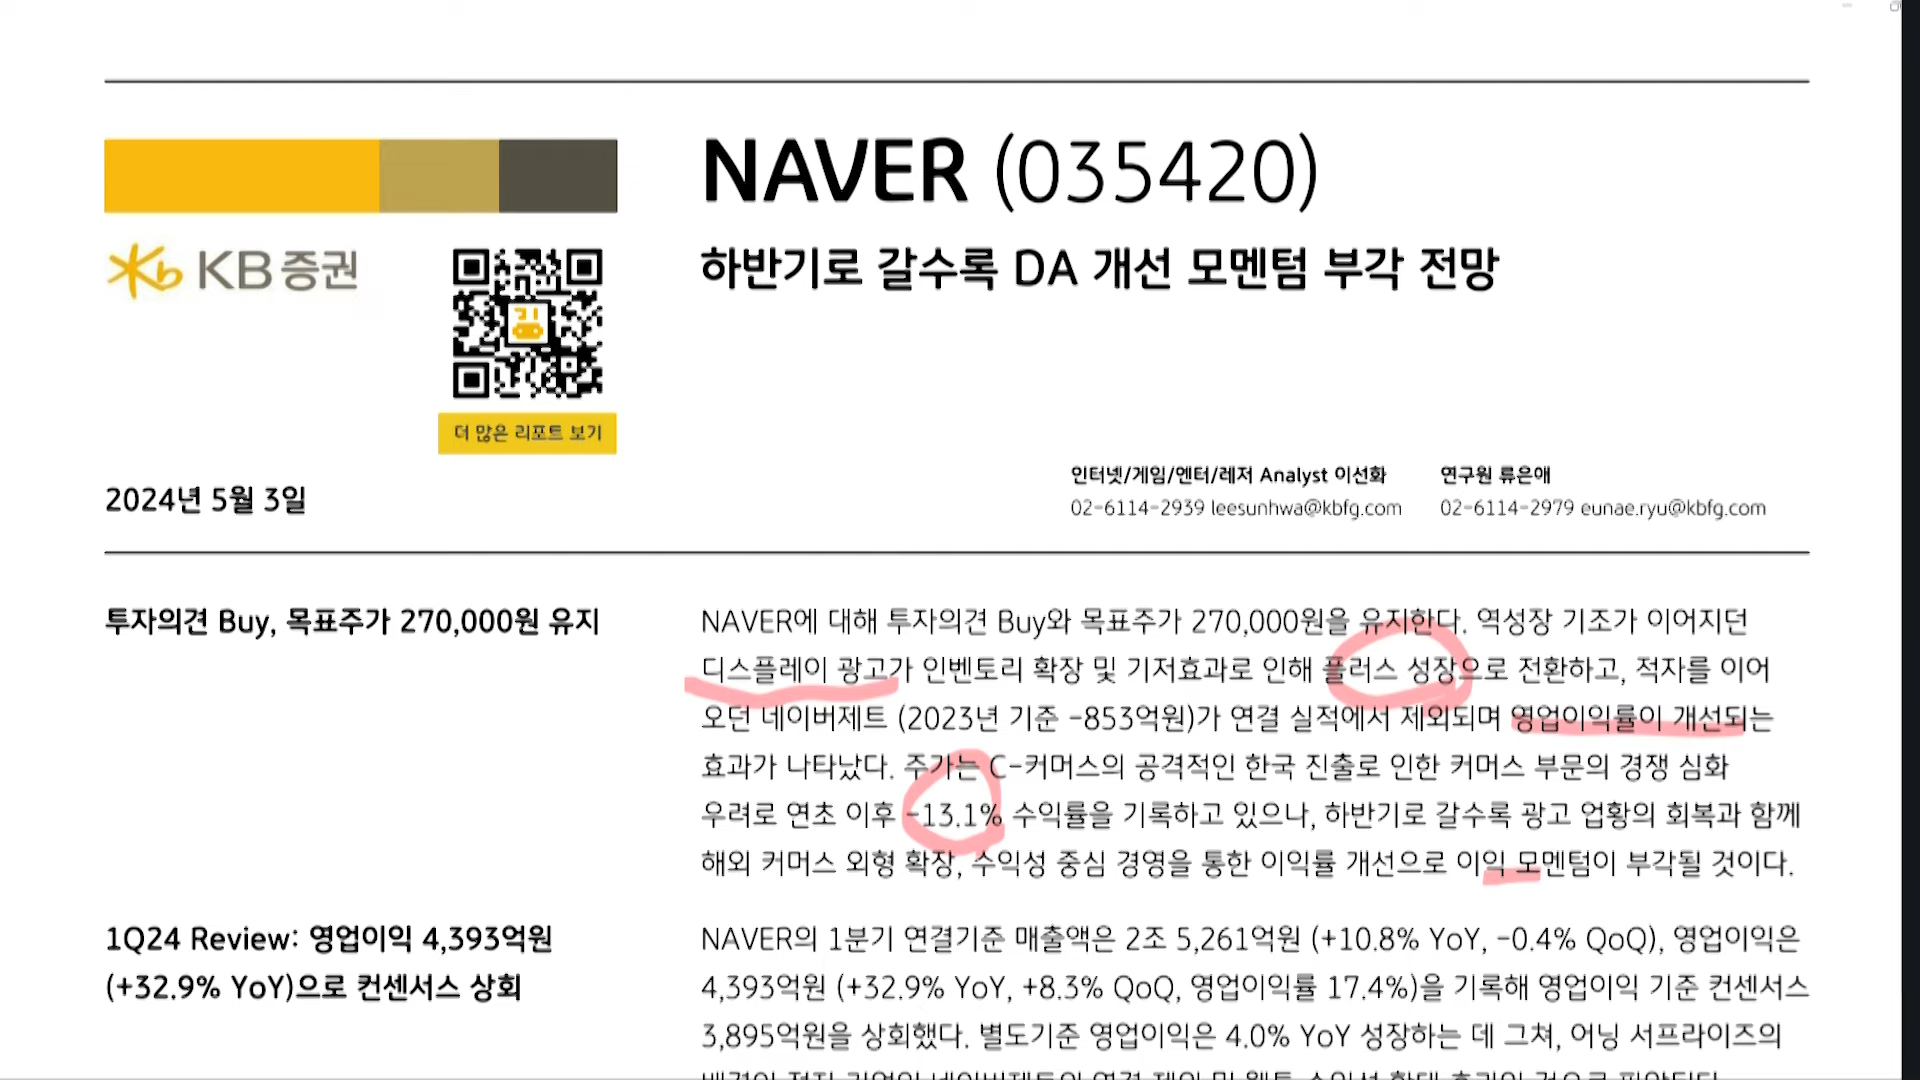 NAVER (035420)
KB 증권
하반기로 갈수록 DA 개선 모멘텀 부각 전망
더 많은 리포트 보기
2024년 5월 3일
인터넷/게임/엔터/레저 Analyst 이선화
02-6114-2939 leesunhwa@kbfg.com
연구원 류은애
02-6114-2979 eunae.ryu@kbfg.com
투자의견 Buy, 목표주가 270,000원 유지
NAVER에 대해 투자의견 Buy와 목표주가 270,000원을 유지한다. 역성장 기조가 이어지던
디스플레이 광고가 인벤토리 확장 및 기저효과로 인해 플러스 성장으로 전환하고, 적자를 이어
오던 네이버제트 (2023년 기준 -853억원)가 연결 실적에서 제외되며 영업이익률이 개선되는
효과가 나타났다. 주가는 C-커머스의 공격적인 한국 진출로 인한 커머스 부문의 경쟁 심화
우려로 연초 이후 -13.1% 수익률을 기록하고 있으나, 하반기로 갈수록 광고 업황의 회복과 함께
해외 커머스 외형 확장, 수익성 중심 경영을 통한 이익률 개선으로 이익 모멘텀이 부각될 것이다.
1Q24 Review: 영업이익 4,393억원
(+32.9% YoY)으로 컨센서스 상회
NAVER의 1분기 연결기준 매출액은 2조 5,261억원 (+10.8% YoY, -0.4% QoQ), 영업이익은
4,393억원 (+32.9% YoY, +8.3% QoQ, 영업이익률 17.4%)을 기록해 영업이익 기준 컨센서스
3,895억원을 상회했다. 별도기준 영업이익은 4.0% YoY 성장하는 데 그쳐, 어닝 서프라이즈의